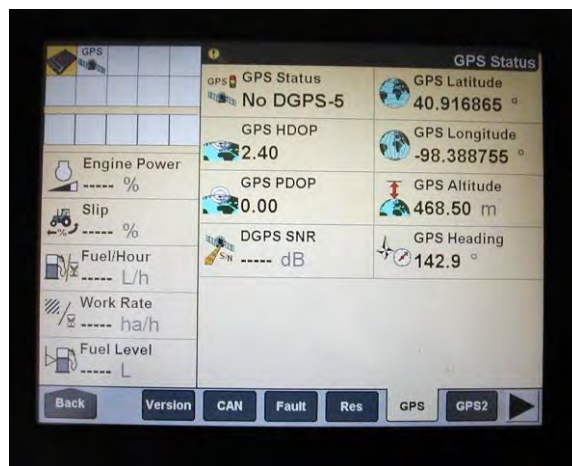 GPS
GPS Status
GPS
GPS Status
No DGPS-5
GPS Latitude
40.916865 °
GPS HDOP
2.40
GPS Longitude
-98.388755 °
GPS PDOP
0.00
GPS Altitude
468.50 m
DGPS SNR
S/N
----- dB
GPS Heading
142.9 °
Engine Power
----- %
Slip
%
----- %
Fuel/Hour
----- L/h
Work Rate
----- ha/h
Fuel Level
----- L
Back
Version
CAN
Fault
Res
GPS
GPS2